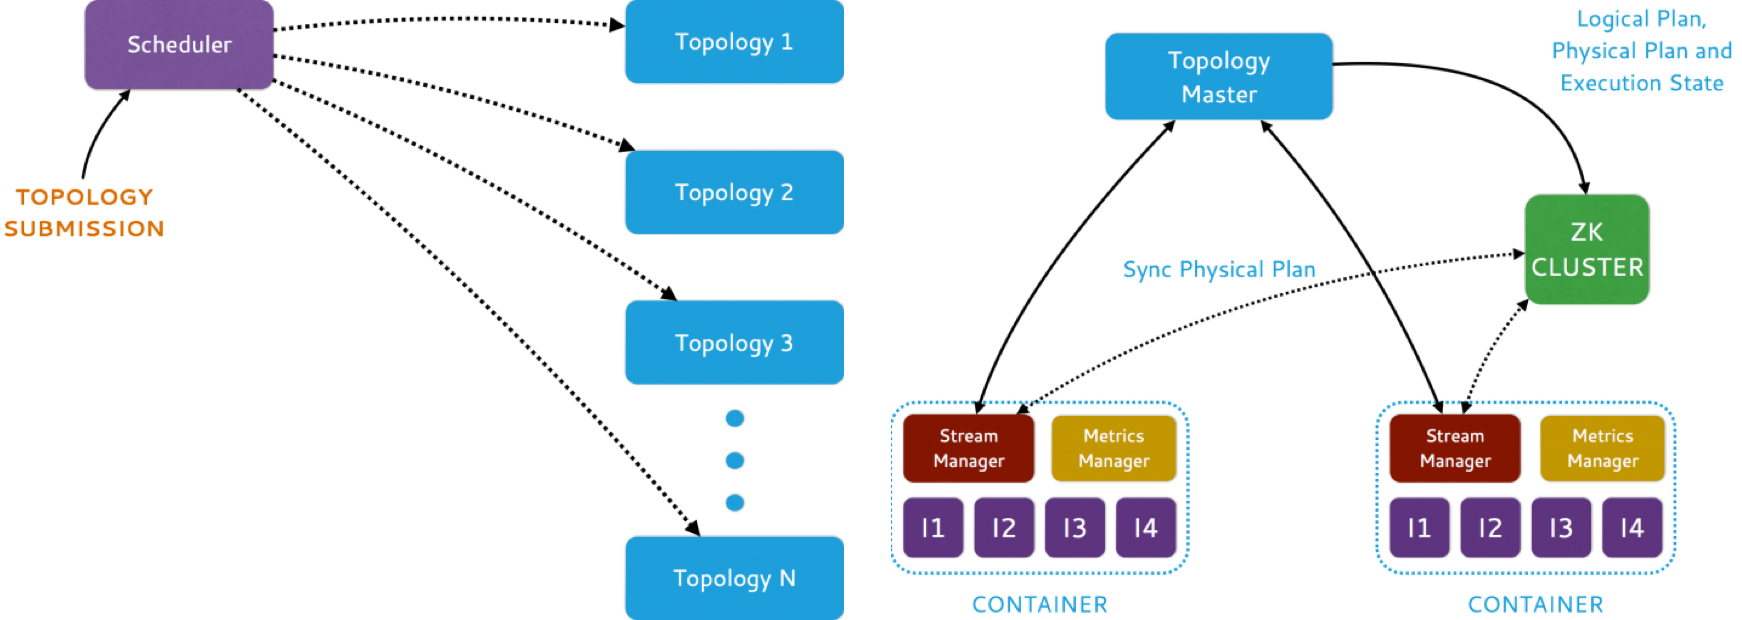 Scheduler
TOPOLOGY
SUBMISSION
Topology 1
Topology 2
Topology 3
Topology N
Topology
Master
Logical Plan,
Physical Plan and
Execution State
ZK
CLUSTER
Sync Physical Plan
Stream
Manager
Metrics
Manager
I1 I2 I3 I4
CONTAINER
Stream
Manager
Metrics
Manager
I1 I2 I3 I4
CONTAINER